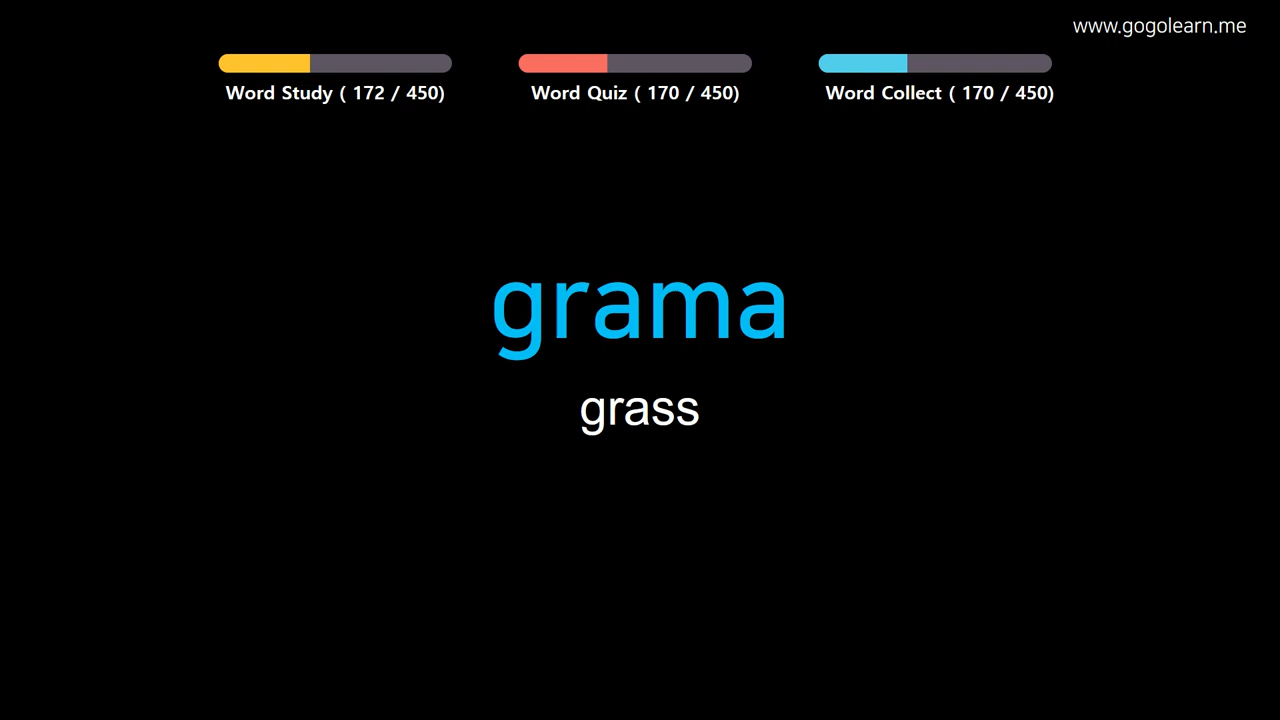 www.gogolearn.me
Word Study ( 172 / 450)
Word Quiz ( 170 / 450)
Word Collect ( 170 / 450)
grama
grass